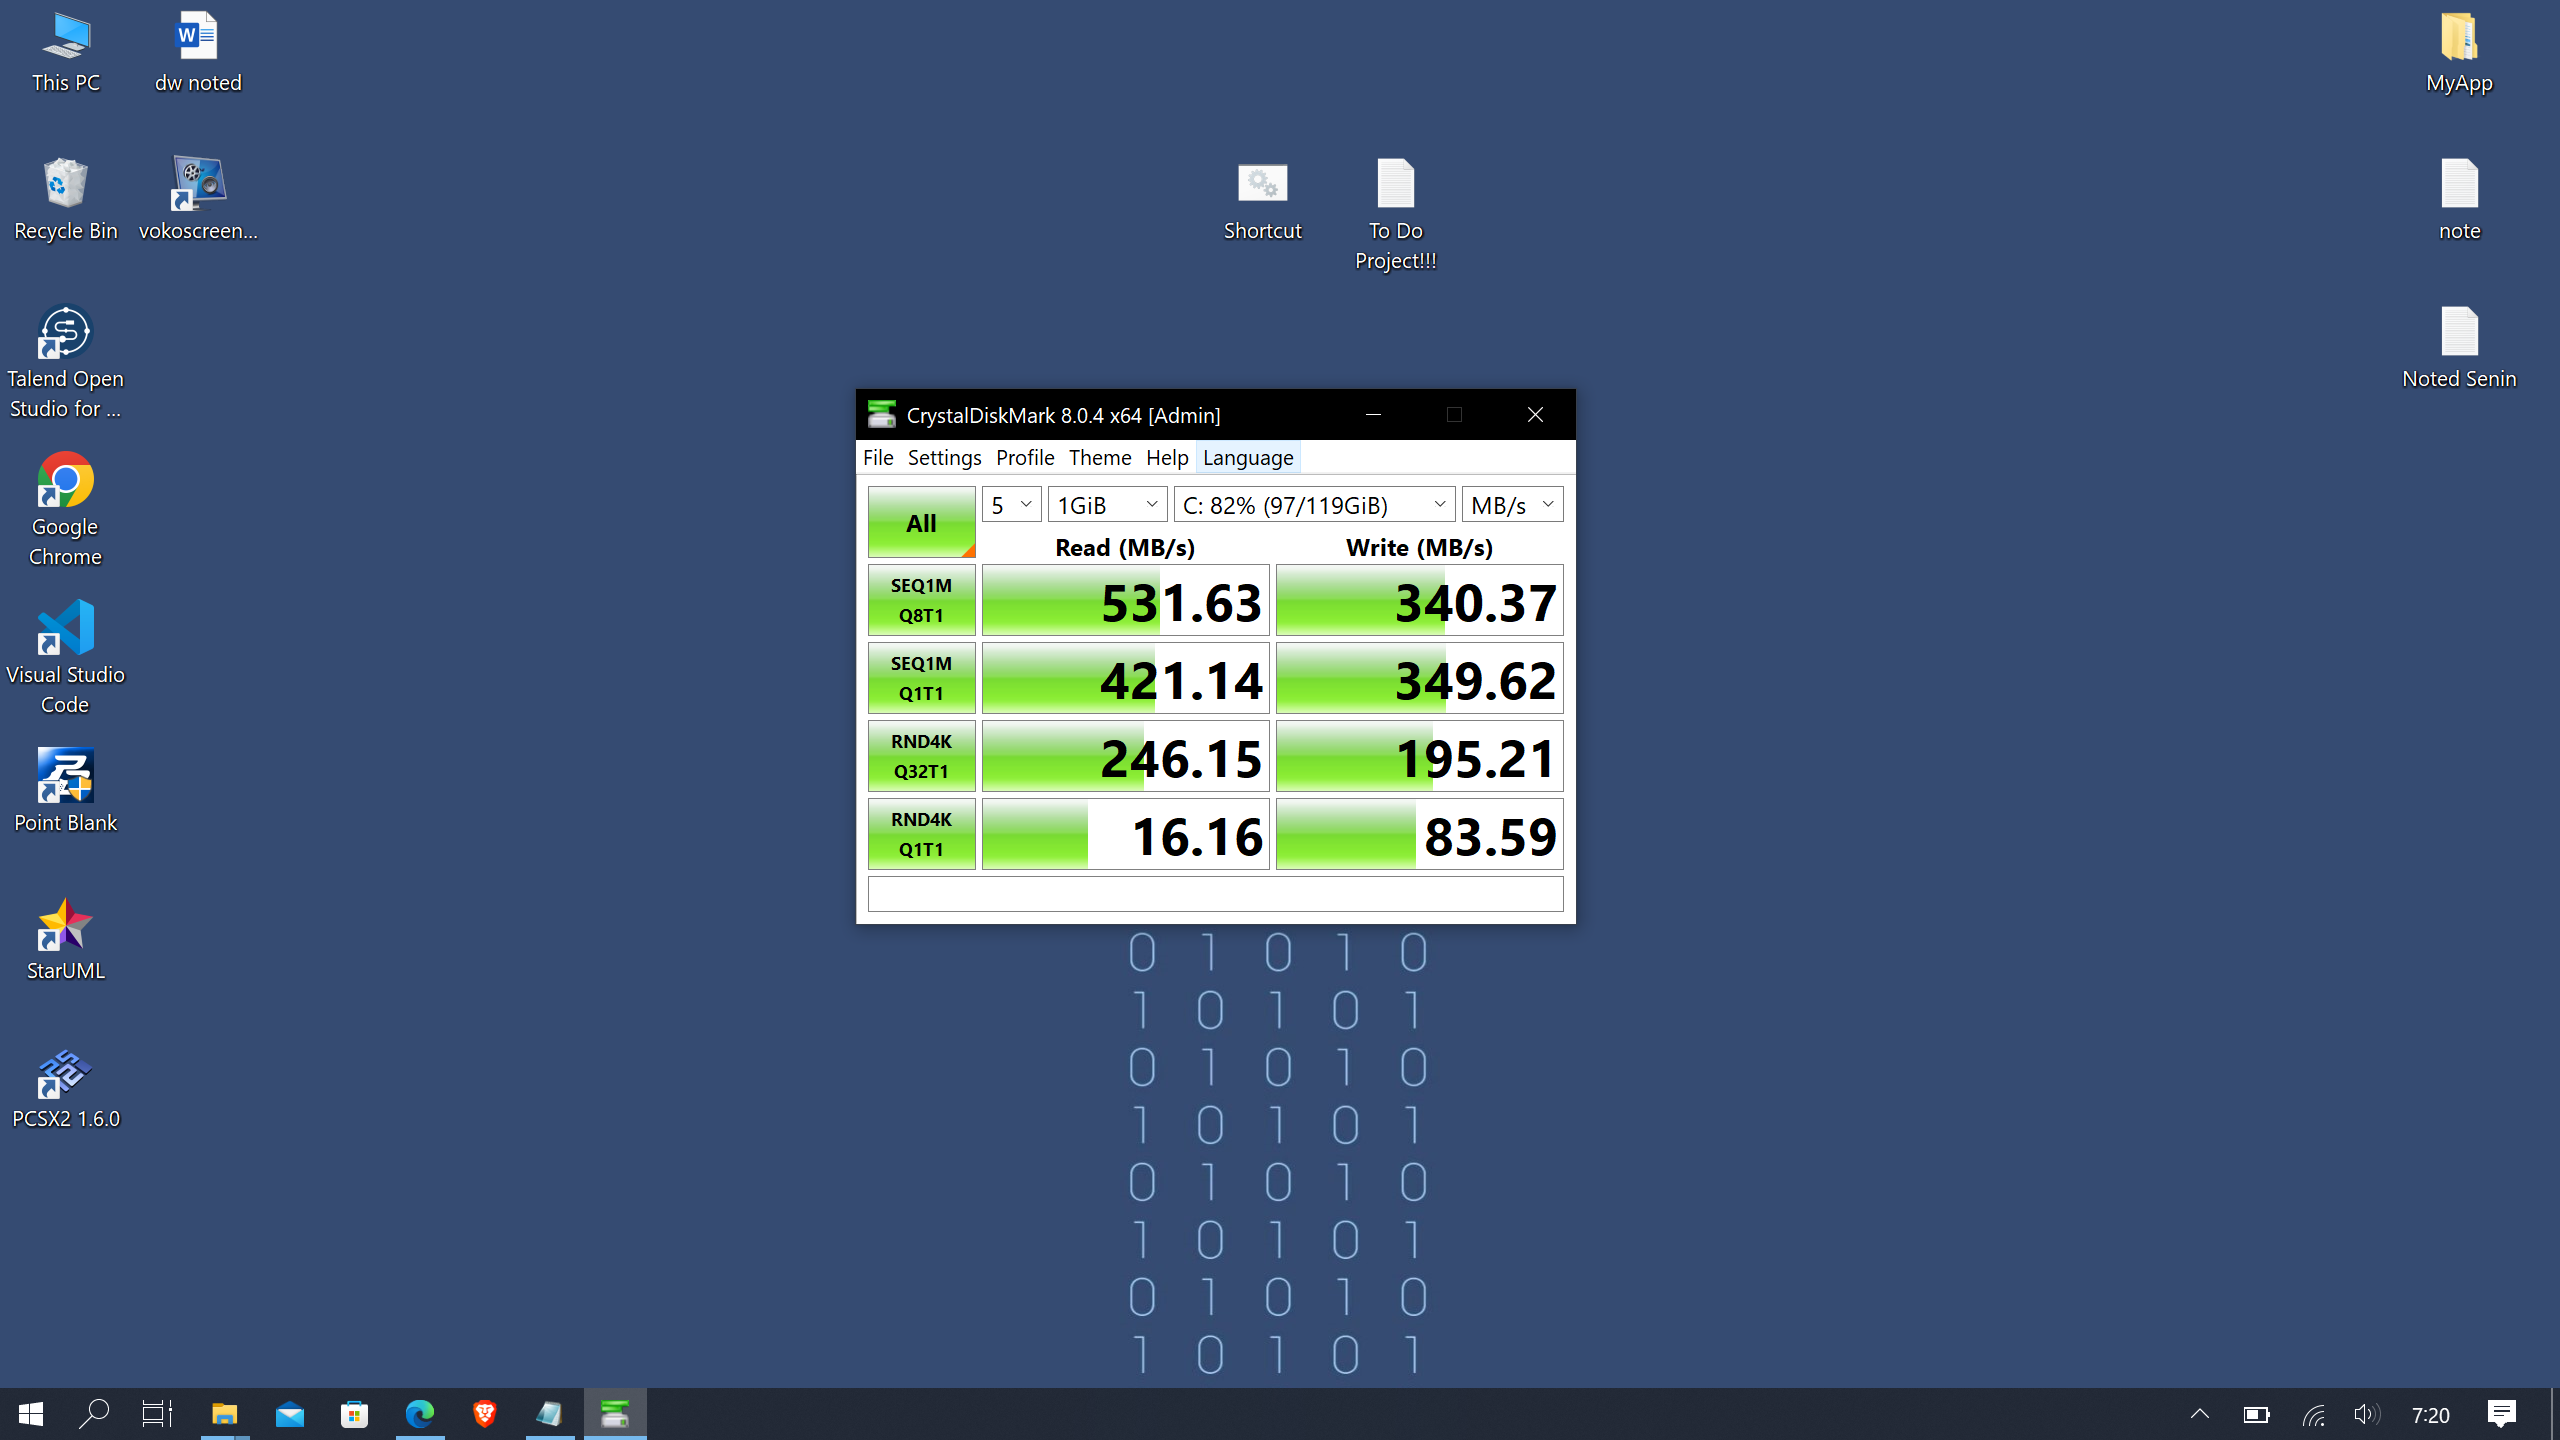 This PC
dw noted
MyApp
Recycle Bin
vokoscreen...
Shortcut
To Do
Project!!!
note
Talend Open
Studio for ...
Noted Senin
Google
Chrome
Visual Studio
Code
Point Blank
StarUML
PCSX2 1.6.0
CrystalDiskMark 8.0.4 x64 [Admin]
File Settings Profile Theme Help Language
All
5 1GiB C: 82% (97/119GiB) MB/s
Read (MB/s) Write (MB/s)
SEQ1M
Q8T1
531.63 340.37
SEQ1M
Q1T1
421.14 349.62
RND4K
Q32T1
246.15 195.21
RND4K
Q1T1
16.16 83.59
0 1 0 1 0
1 0 1 0 1
0 1 0 1 0
1 0 1 0 1
0 1 0 1 0
1 0 1 0 1
0 1 0 1 0
1 0 1 0 1
7:20